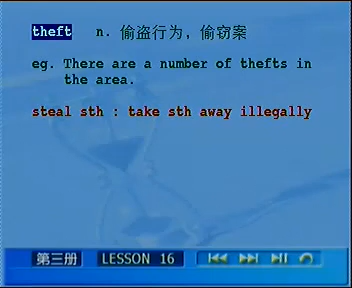 theft n. 偷盗行为，偷窃案
eg. There are a number of thefts in
the area.
steal sth : take sth away illegally
第三册 LESSON 16